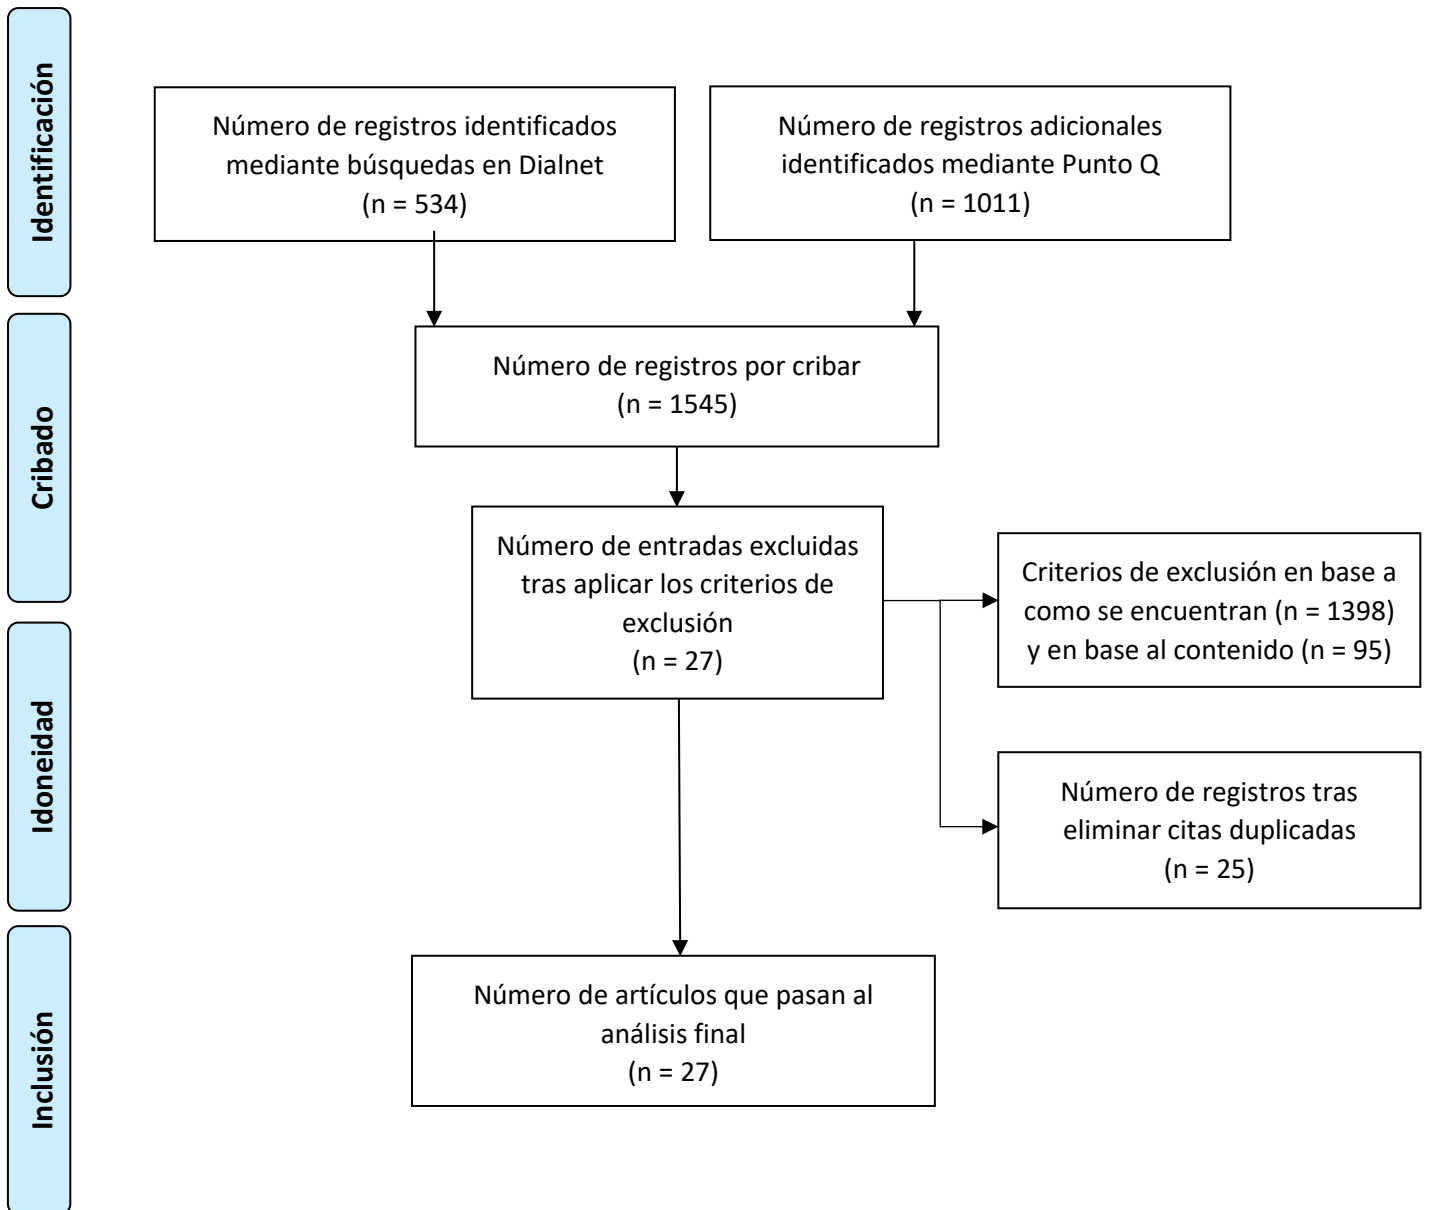 Identificación
Número de registros identificados
mediante búsquedas en Dialnet
(n = 534)
Número de registros adicionales
identificados mediante Punto Q
(n = 1011)
Cribado
Número de registros por cribar
(n = 1545)
Número de entradas excluidas
tras aplicar los criterios de
exclusión
(n = 27)
Criterios de exclusión en base a
como se encuentran (n = 1398)
y en base al contenido (n = 95)
Idoneidad
Número de registros tras
eliminar citas duplicadas
(n = 25)
Inclusión
Número de artículos que pasan al
análisis final
(n = 27)